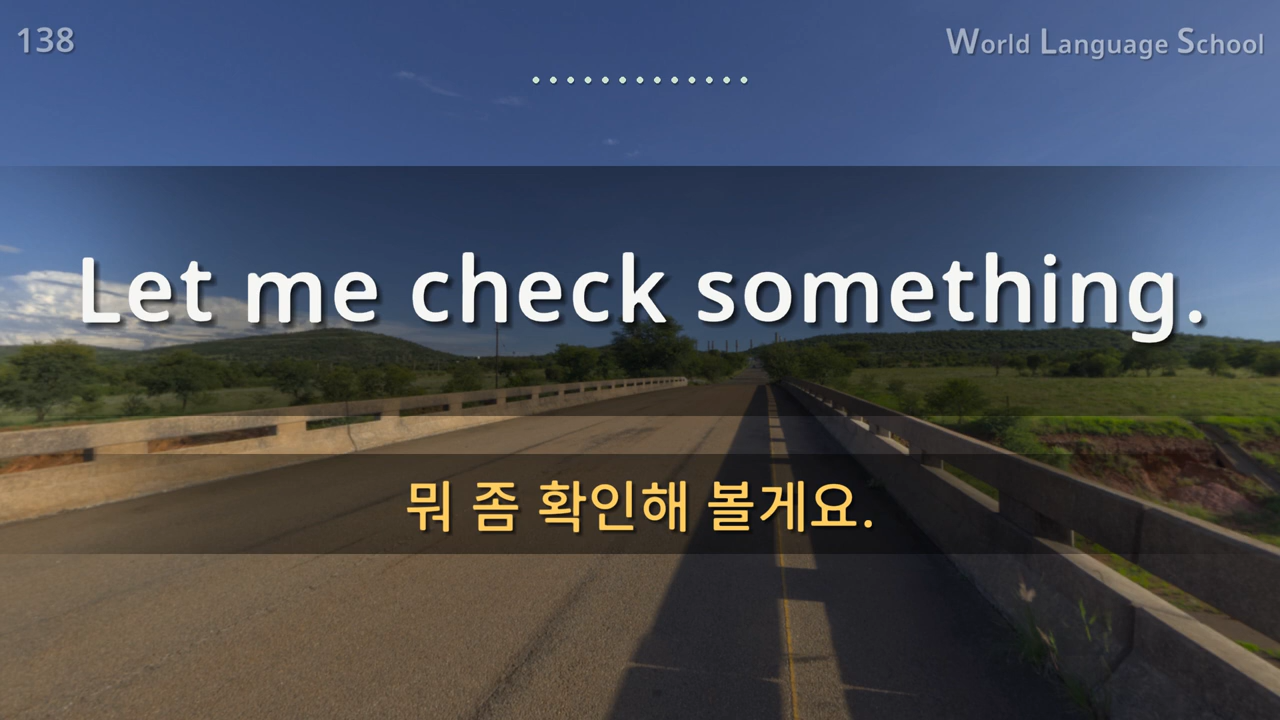 138
World Language School
Let me check something.
뭐 좀 확인해 볼게요.